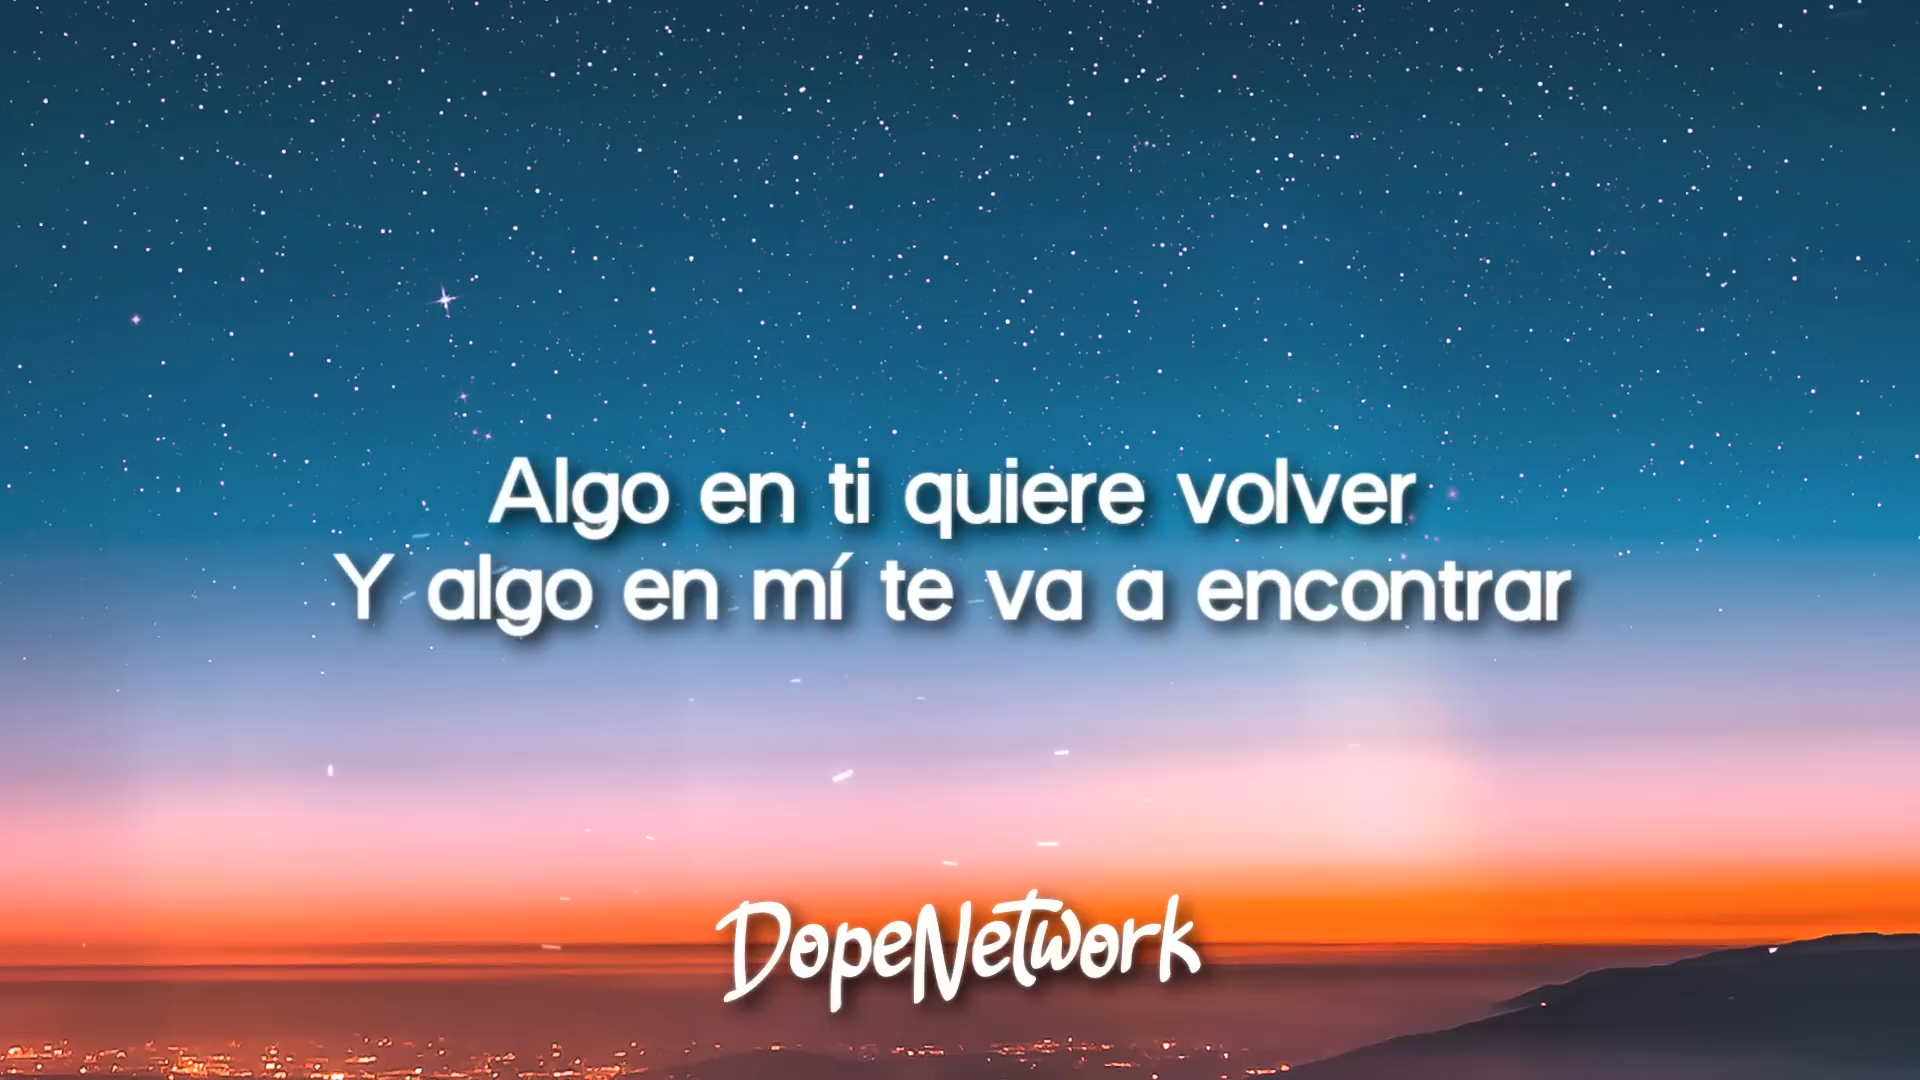 Algo en ti quiere volver
Y algo en mí te va a encontrar
DopeNetwork